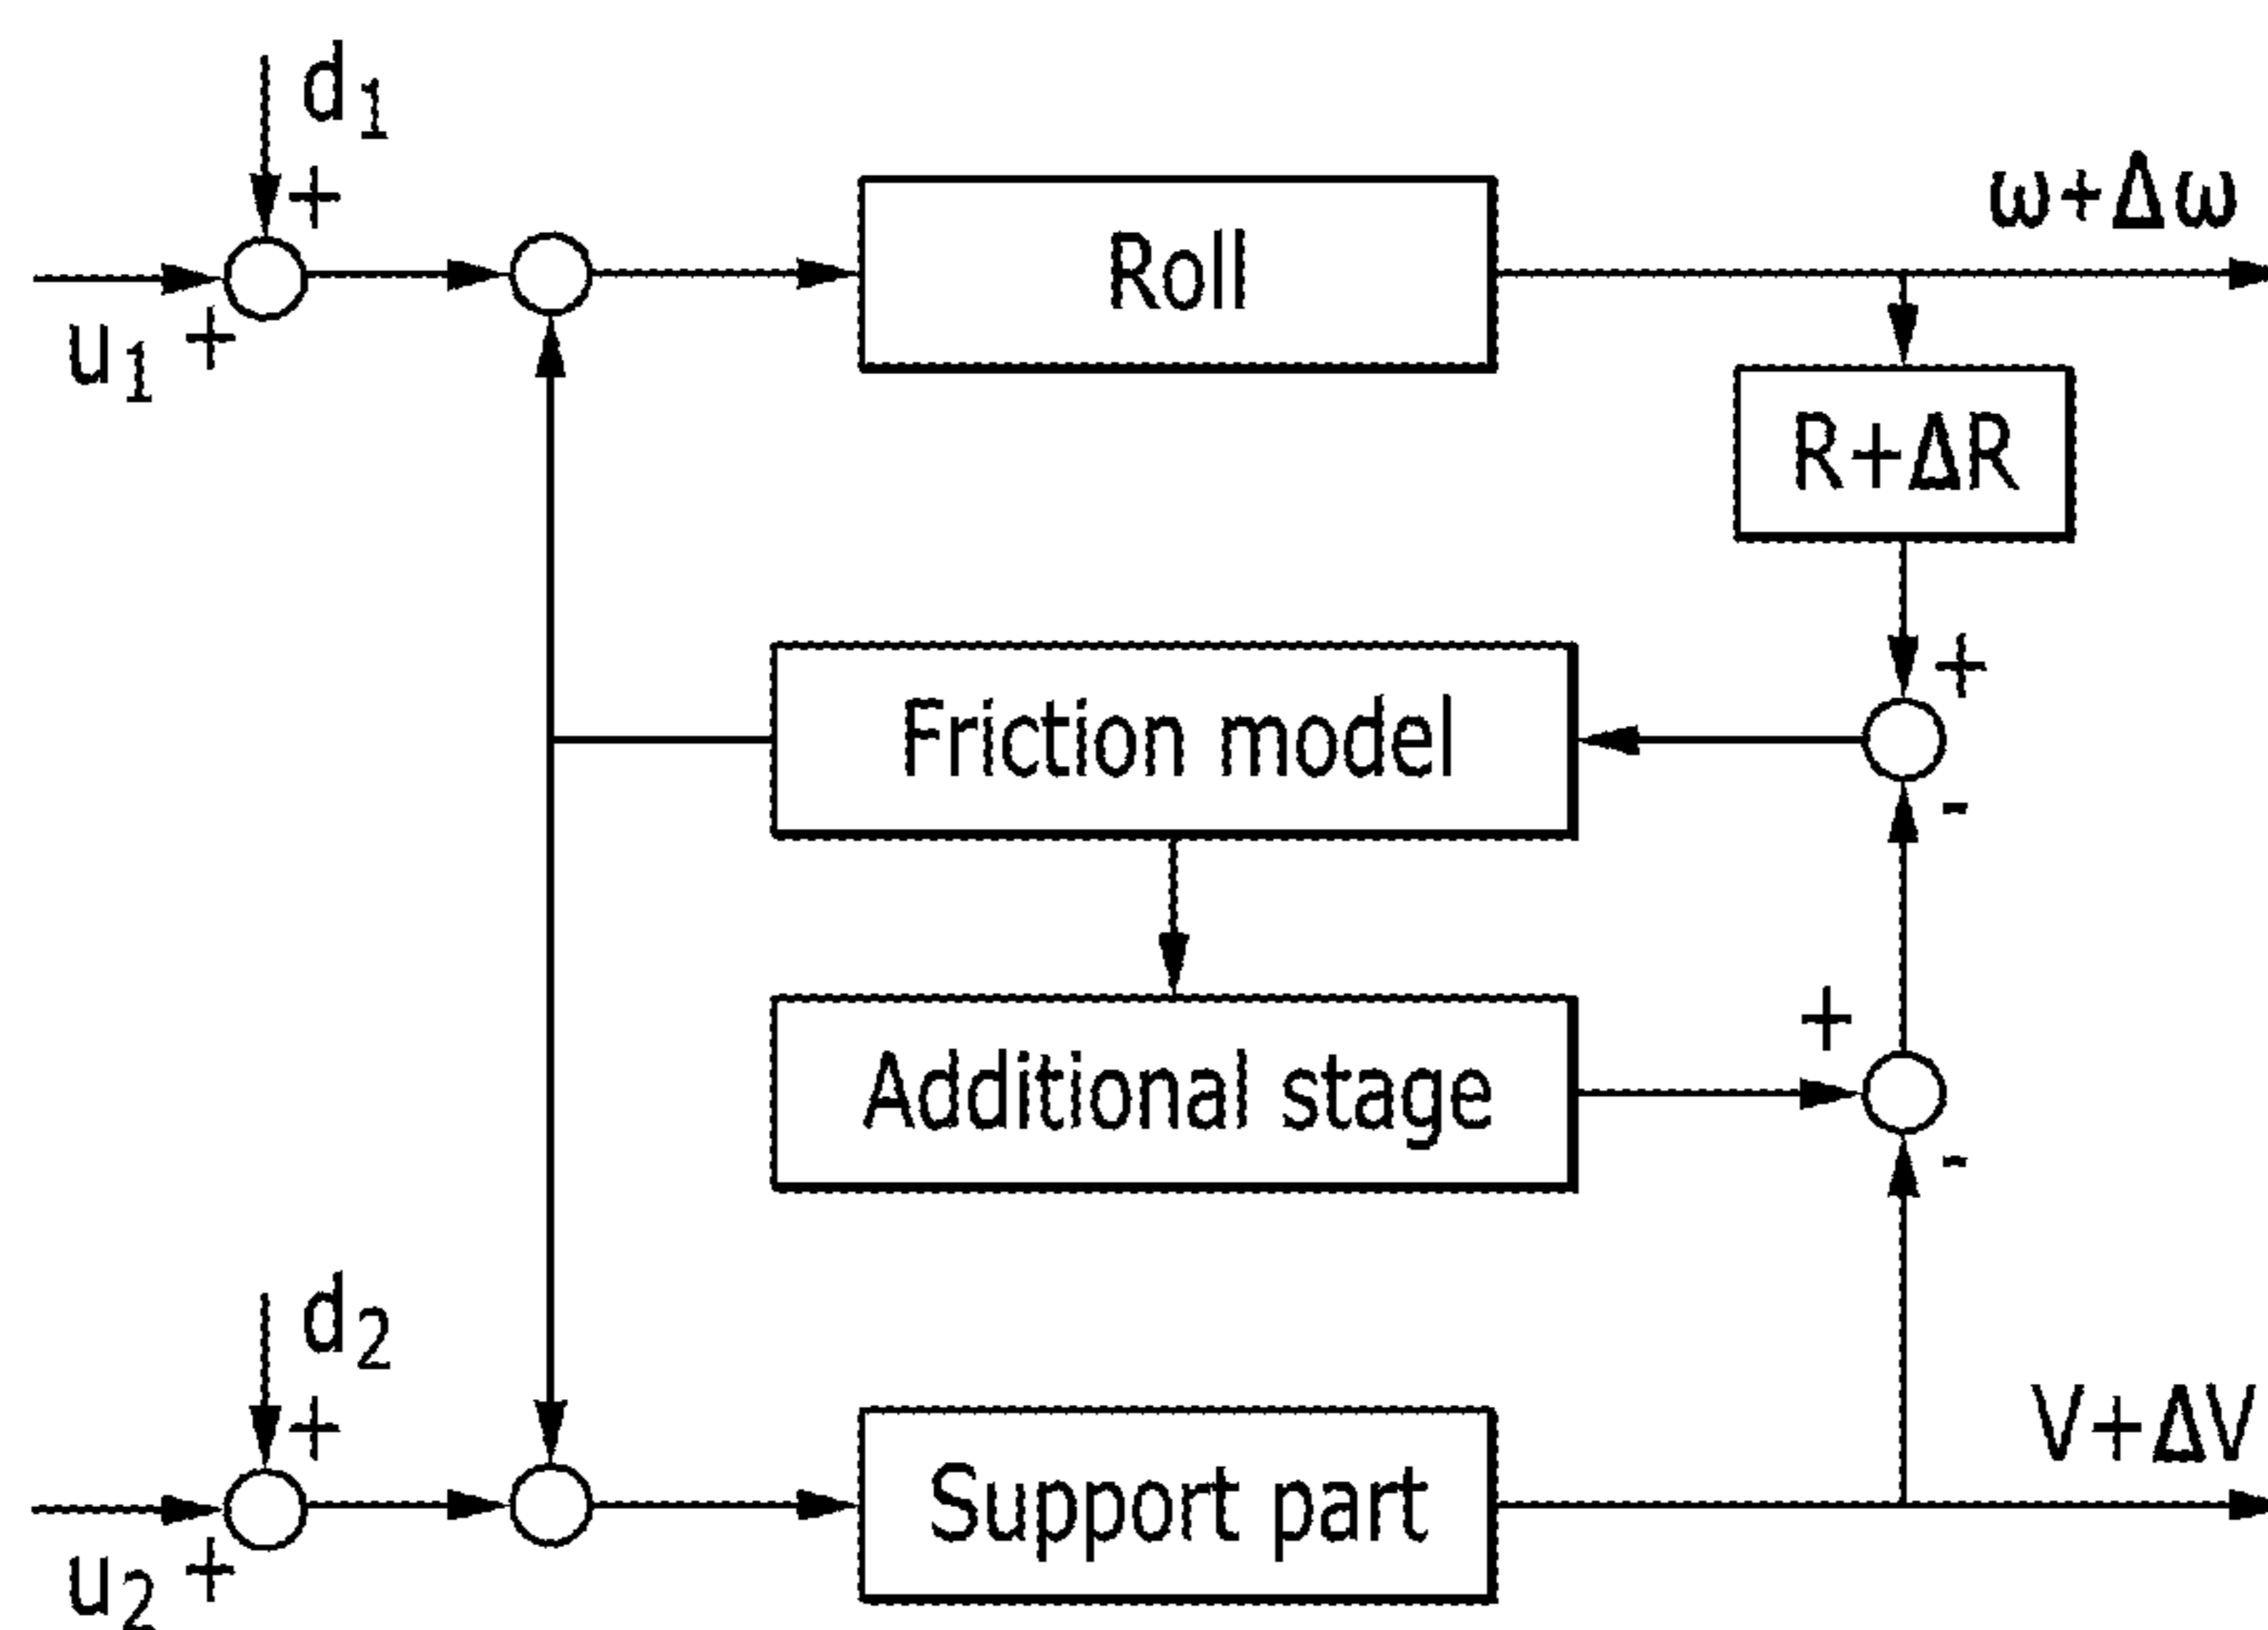 d1
+
ω+Δω
Roll
u1 +
R+ΔR
+
Friction model
-
+
Additional stage
-
d2
+
V+ΔV
Support part
u2 +